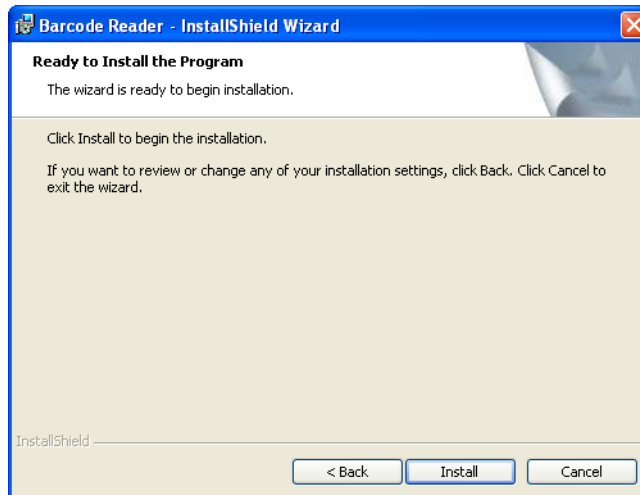 Barcode Reader - InstallShield Wizard
Ready to Install the Program
The wizard is ready to begin installation.
Click Install to begin the installation.
If you want to review or change any of your installation settings, click Back. Click Cancel to
exit the wizard.
InstallShield
< Back Install Cancel